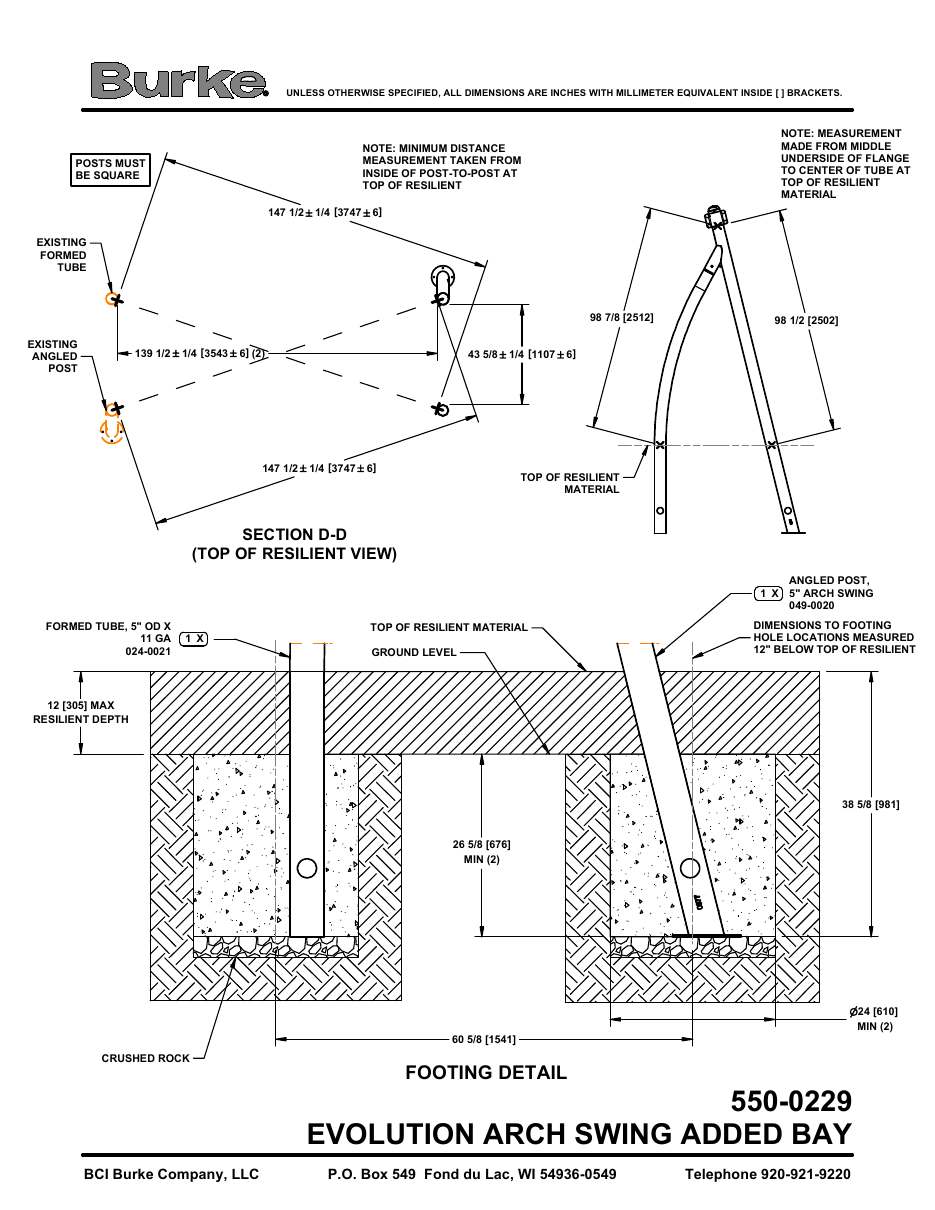 Burke
UNLESS OTHERWISE SPECIFIED, ALL DIMENSIONS ARE INCHES WITH MILLIMETER EQUIVALENT INSIDE [ ] BRACKETS.
POSTS MUST
BE SQUARE
NOTE: MINIMUM DISTANCE
MEASUREMENT TAKEN FROM
INSIDE OF POST-TO-POST AT
TOP OF RESILIENT
NOTE: MEASUREMENT
MADE FROM MIDDLE
UNDERSIDE OF FLANGE
TO CENTER OF TUBE AT
TOP OF RESILIENT
MATERIAL
147 1/2 ± 1/4 [3747 ± 6]
EXISTING
FORMED
TUBE
EXISTING
ANGLED
POST
139 1/2 ± 1/4 [3543 ± 6] (2)
43 5/8 ± 1/4 [1107 ± 6]
98 7/8 [2512]
98 1/2 [2502]
147 1/2 ± 1/4 [3747 ± 6]
TOP OF RESILIENT
MATERIAL
SECTION D-D
(TOP OF RESILIENT VIEW)
ANGLED POST,
5" ARCH SWING
049-0020
1 X
FORMED TUBE, 5" OD X
11 GA
024-0021
1 X
TOP OF RESILIENT MATERIAL
GROUND LEVEL
DIMENSIONS TO FOOTING
HOLE LOCATIONS MEASURED
12" BELOW TOP OF RESILIENT
12 [305] MAX
RESILIENT DEPTH
38 5/8 [981]
26 5/8 [676]
MIN (2)
Ø24 [610]
MIN (2)
60 5/8 [1541]
CRUSHED ROCK
FOOTING DETAIL
550-0229
EVOLUTION ARCH SWING ADDED BAY
BCI Burke Company, LLC P.O. Box 549 Fond du Lac, WI 54936-0549 Telephone 920-921-9220